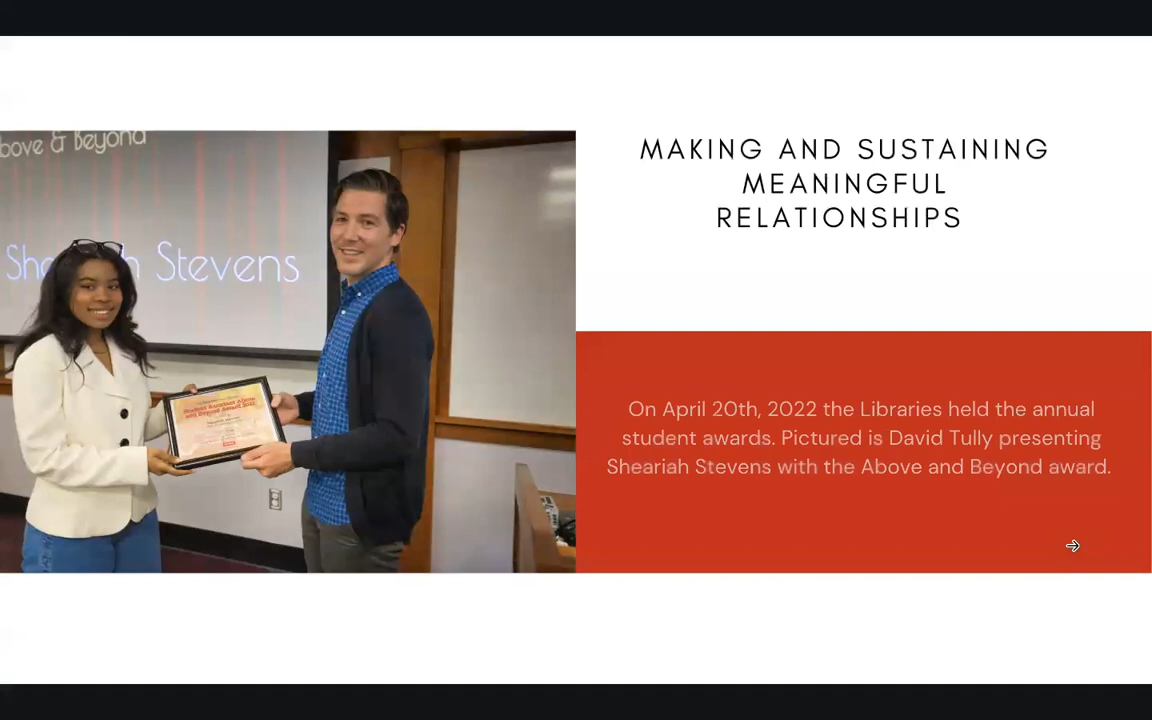 bove & Beyond
Sheariah Stevens
MAKING AND SUSTAINING
MEANINGFUL
RELATIONSHIPS
On April 20th, 2022 the Libraries held the annual
student awards. Pictured is David Tully presenting
Sheariah Stevens with the Above and Beyond award.